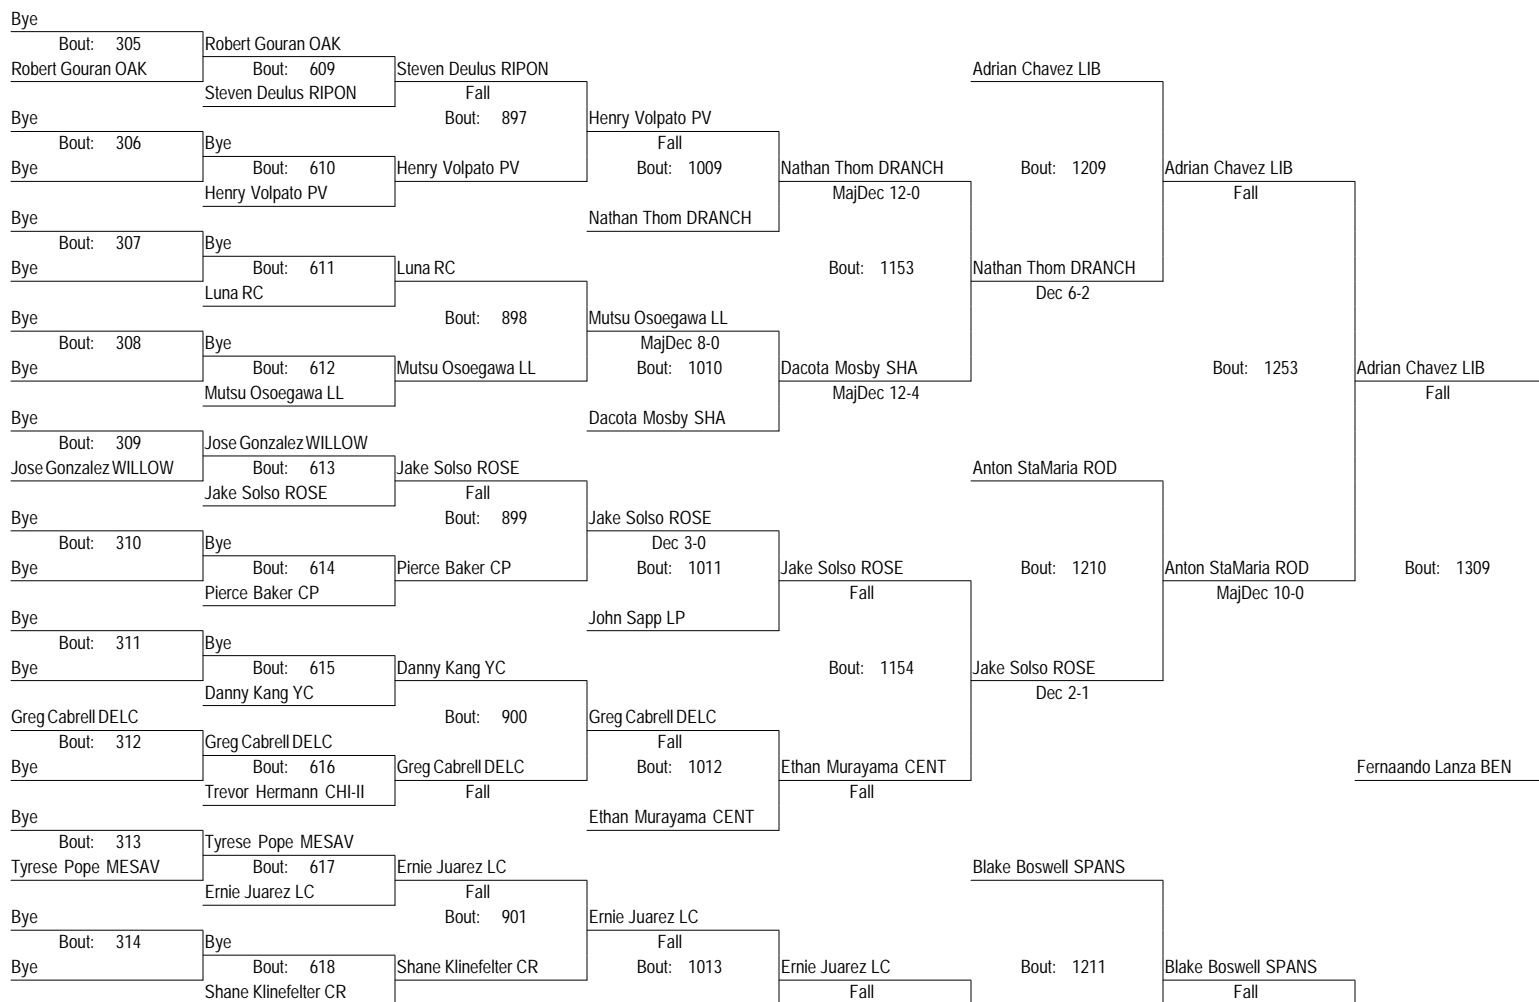 Bye
Bout: 305 Robert Gouran OAK
Robert Gouran OAK Bout: 609 Steven Deulus RIPON Adrian Chavez LIB
Steven Deulus RIPON Fall
Bye Bout: 897 Henry Volpato PV
Bout: 306 Bye Fall
Bye Bout: 610 Henry Volpato PV Bout: 1009 Nathan Thom DRANCH Bout: 1209 Adrian Chavez LIB
Henry Volpato PV MajDec 12-0 Fall
Bye Nathan Thom DRANCH
Bout: 307 Bye
Bye Bout: 611 Luna RC Bout: 1153 Nathan Thom DRANCH
Luna RC Dec 6-2
Bye Bout: 898 Mutsu Osoegawa LL
Bout: 308 Bye MajDec 8-0
Bye Bout: 612 Mutsu Osoegawa LL Bout: 1010 Dacota Mosby SHA Bout: 1253 Adrian Chavez LIB
Mutsu Osoegawa LL MajDec 12-4 Fall
Bye Dacota Mosby SHA
Bout: 309 Jose Gonzalez WILLOW
Jose Gonzalez WILLOW Bout: 613 Jake Solso ROSE Anton StaMaria ROD
Jake Solso ROSE Fall
Bye Bout: 899 Jake Solso ROSE
Bout: 310 Bye Dec 3-0
Bye Bout: 614 Pierce Baker CP Bout: 1011 Jake Solso ROSE Bout: 1210 Anton StaMaria ROD Bout: 1309
Pierce Baker CP Fall MajDec 10-0
Bye John Sapp LP
Bout: 311 Bye
Bye Bout: 615 Danny Kang YC Bout: 1154 Jake Solso ROSE
Danny Kang YC Dec 2-1
Greg Cabrell DELC Bout: 900 Greg Cabrell DELC
Bout: 312 Greg Cabrell DELC Fall
Bye Bout: 616 Greg Cabrell DELC Bout: 1012 Ethan Murayama CENT Fernaando Lanza BEN
Trevor Hermann CHI-II Fall Fall
Bye Ethan Murayama CENT
Bout: 313 Tyrese Pope MESAV
Tyrese Pope MESAV Bout: 617 Ernie Juarez LC Blake Boswell SPANS
Ernie Juarez LC Fall
Bye Bout: 901 Ernie Juarez LC
Bout: 314 Bye Fall
Bye Bout: 618 Shane Klinefelter CR Bout: 1013 Ernie Juarez LC Bout: 1211 Blake Boswell SPANS
Shane Klinefelter CR Fall Fall